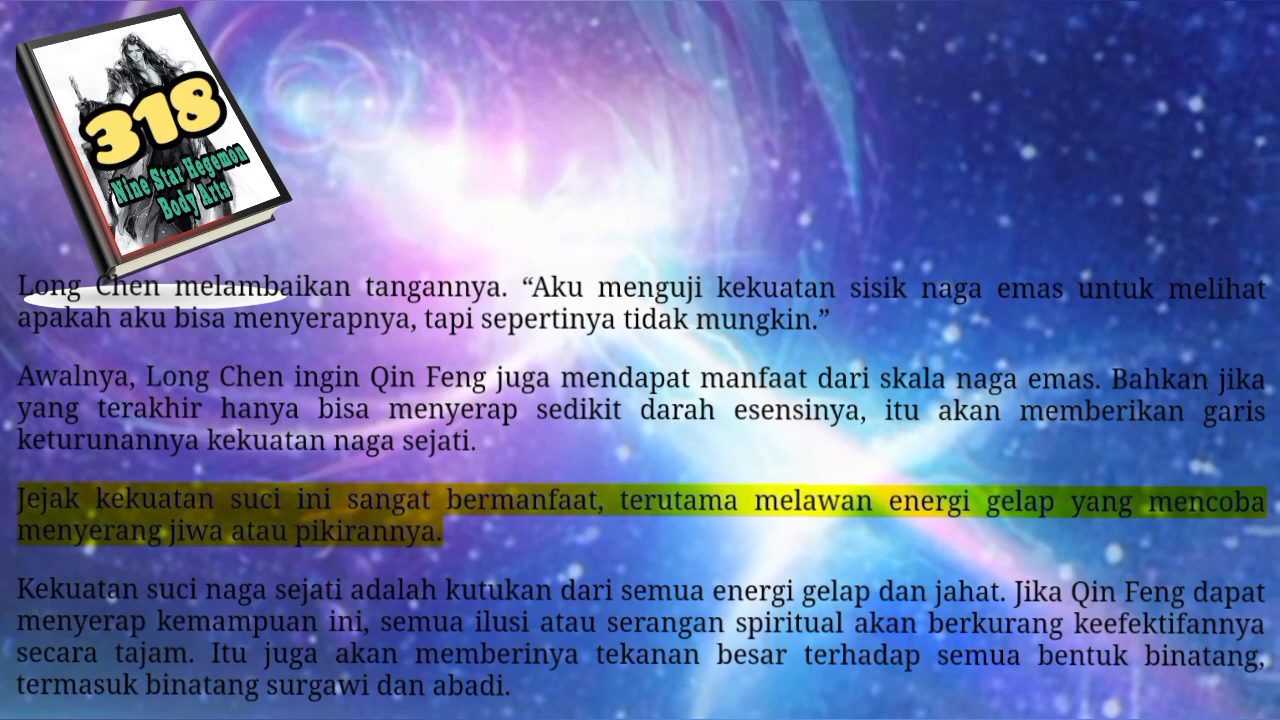 318
Nine Star Hegemon
Body Arts
Long Chen melambaikan tangannya. “Aku menguji kekuatan sisik naga emas untuk melihat
apakah aku bisa menyerapnya, tapi sepertinya tidak mungkin.”
Awalnya, Long Chen ingin Qin Feng juga mendapat manfaat dari skala naga emas. Bahkan jika
yang terakhir hanya bisa menyerap sedikit darah esensinya, itu akan memberikan garis
keturunannya kekuatan naga sejati.
Jejak kekuatan suci ini sangat bermanfaat, terutama melawan energi gelap yang mencoba
menyerang jiwa atau pikirannya.
Kekuatan suci naga sejati adalah kutukan dari semua energi gelap dan jahat. Jika Qin Feng dapat
menyerap kemampuan ini, semua ilusi atau serangan spiritual akan berkurang keefektifannya
secara tajam. Itu juga akan memberinya tekanan besar terhadap semua bentuk binatang,
termasuk binatang surgawi dan abadi.